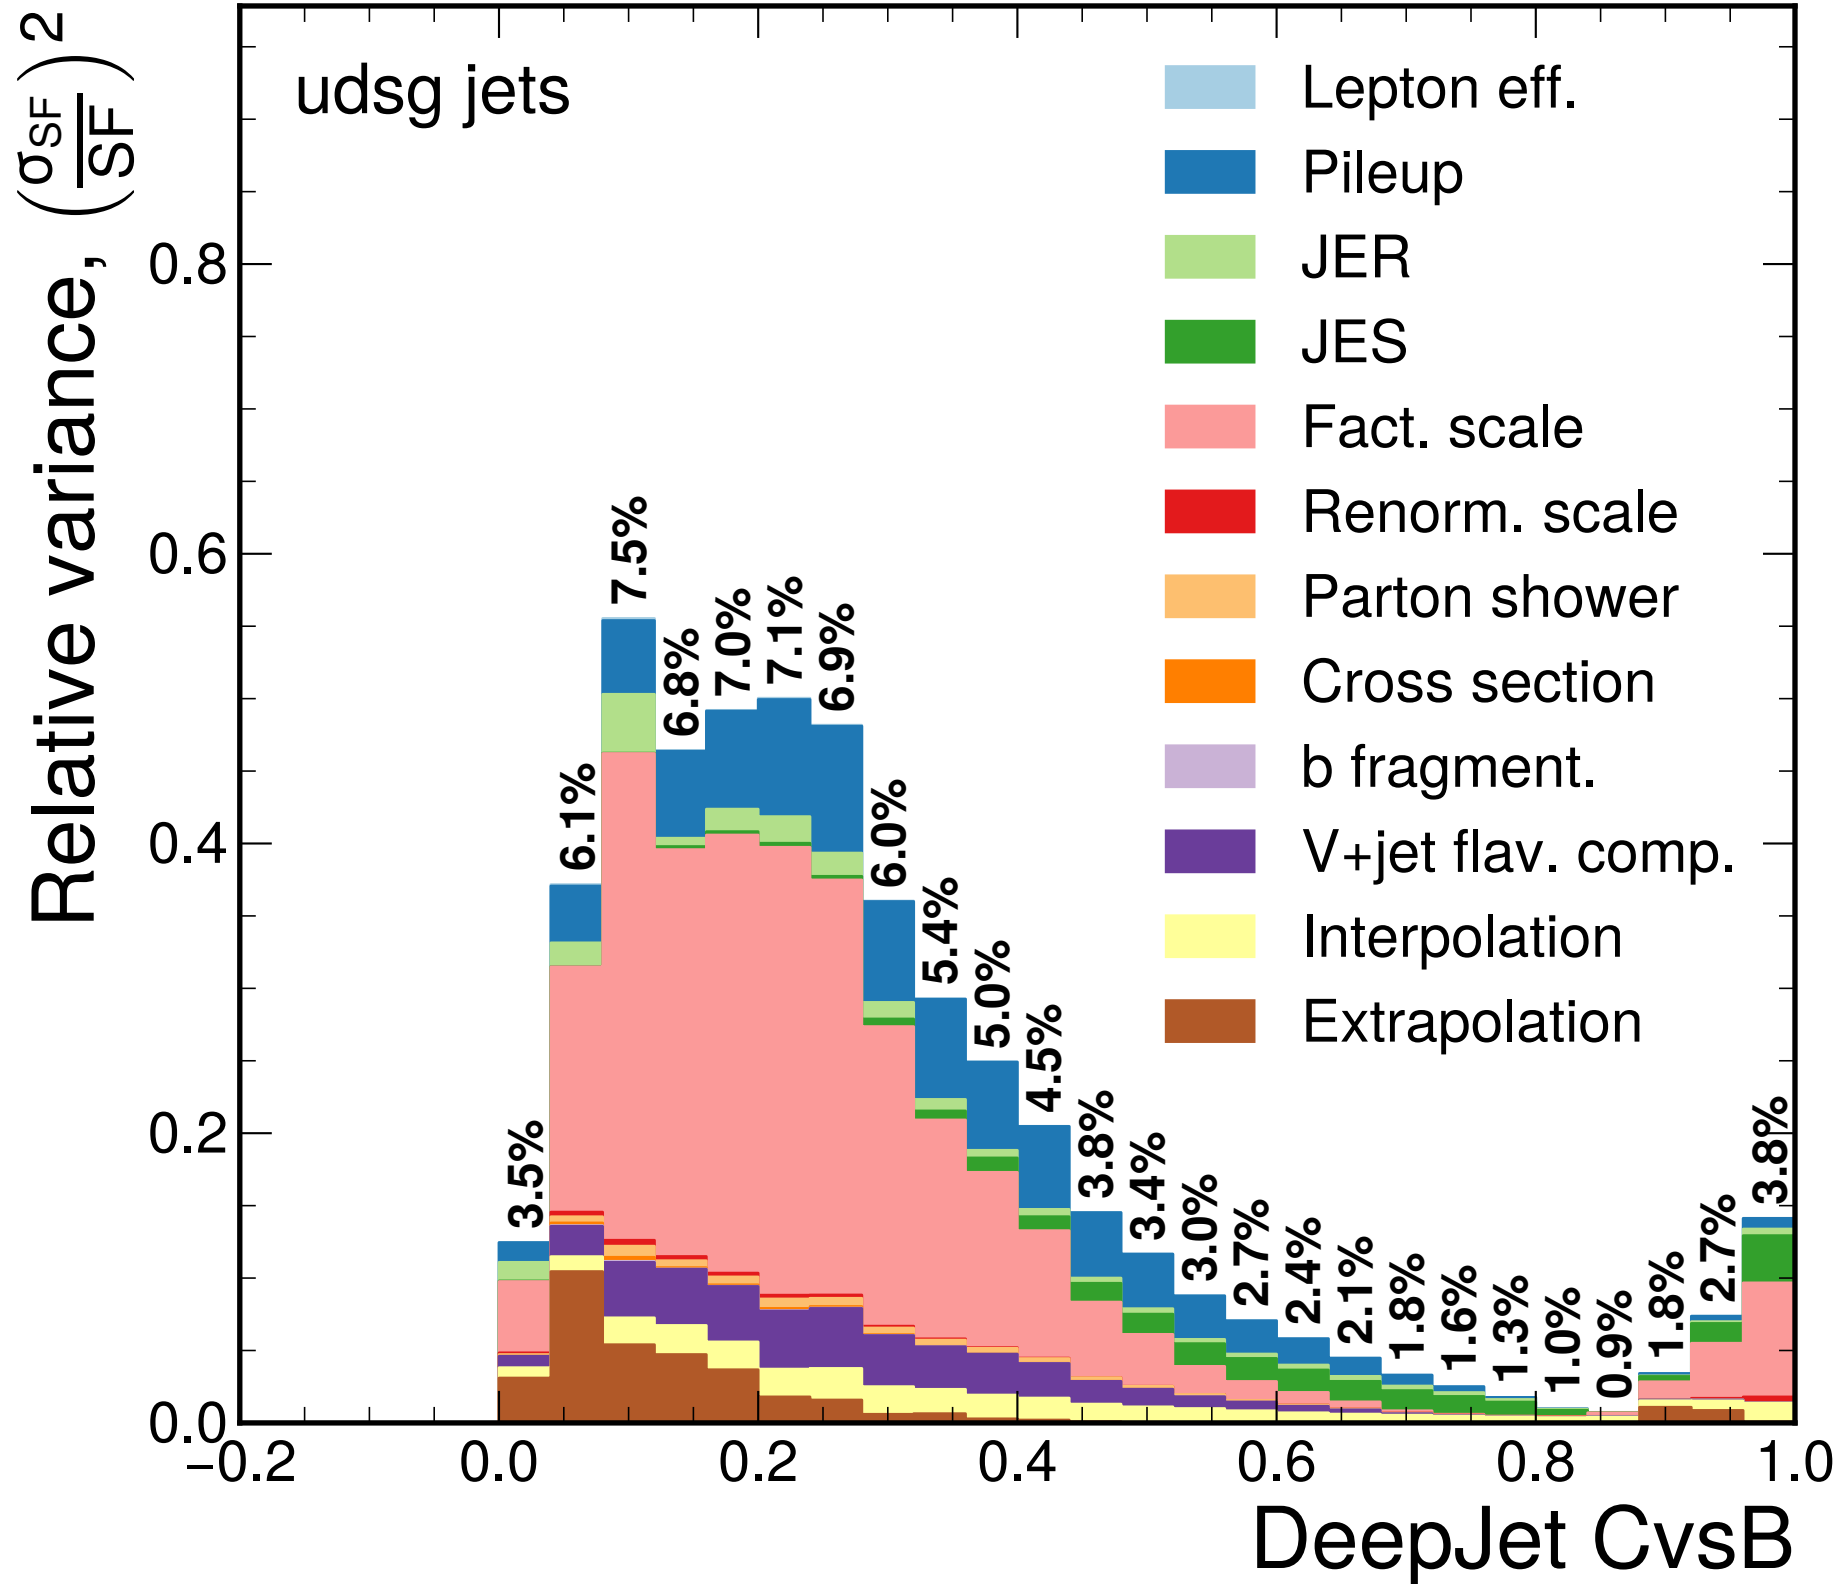 Relative variance, (σSF/SF)2
udsg jets
Lepton eff.
Pileup
JER
JES
Fact. scale
Renorm. scale
Parton shower
Cross section
b fragment.
V+jet flav. comp.
Interpolation
Extrapolation
0.8
0.6
0.4
0.2
0.0
3.5%
6.1%
7.5%
6.8%
7.0%
7.1%
6.9%
6.0%
5.4%
5.0%
4.5%
3.8%
3.4%
3.0%
2.7%
2.4%
2.1%
1.8%
1.6%
1.3%
1.0%
0.9%
1.8%
2.7%
3.8%
−0.2 0.0 0.2 0.4 0.6 0.8 1.0
DeepJet CvsB